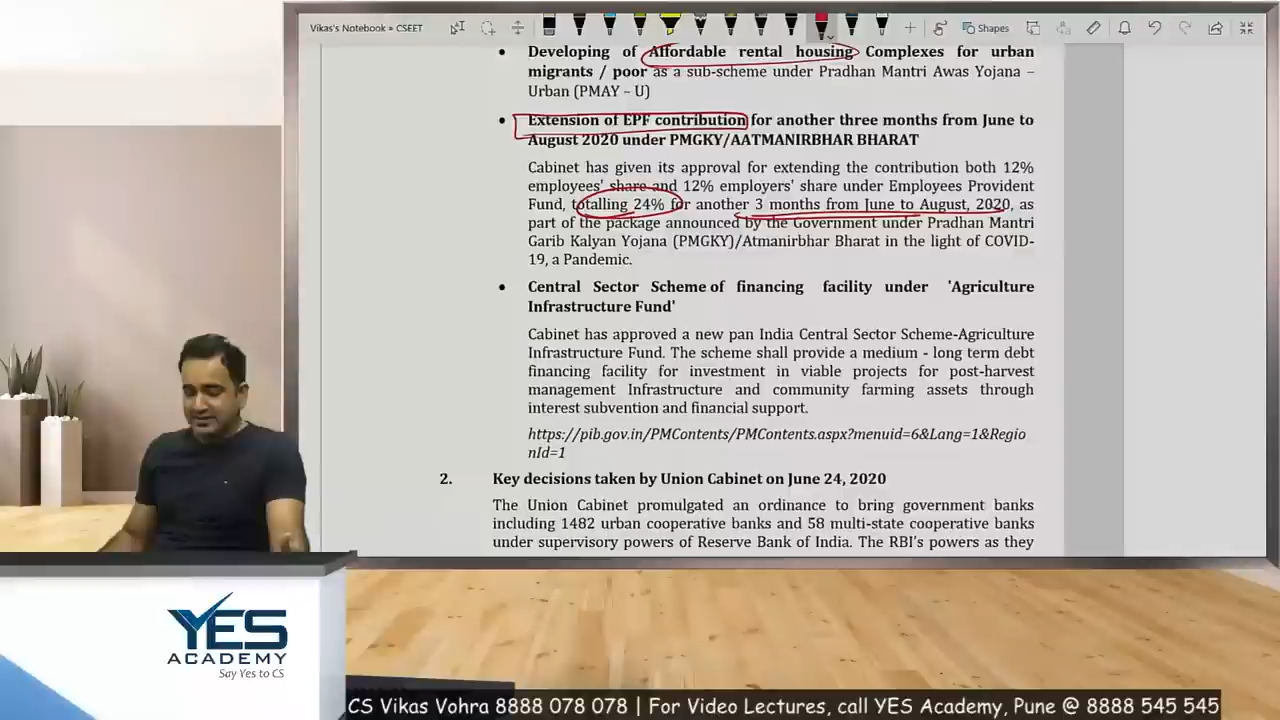 Vikas's Notebook » CSEET
Shapes
• Developing of Affordable rental housing Complexes for urban
migrants / poor as a sub-scheme under Pradhan Mantri Awas Yojana –
Urban (PMAY – U)
• Extension of EPF contribution for another three months from June to
August 2020 under PMGKY/AATMANIRBHAR BHARAT
Cabinet has given its approval for extending the contribution both 12%
employees' share and 12% employers' share under Employees Provident
Fund, totalling 24% for another 3 months from June to August, 2020, as
part of the package announced by the Government under Pradhan Mantri
Garib Kalyan Yojana (PMGKY)/Atmanirbhar Bharat in the light of COVID-
19, a Pandemic.
• Central Sector Scheme of financing facility under 'Agriculture
Infrastructure Fund'
Cabinet has approved a new pan India Central Sector Scheme-Agriculture
Infrastructure Fund. The scheme shall provide a medium - long term debt
financing facility for investment in viable projects for post-harvest
management Infrastructure and community farming assets through
interest subvention and financial support.
https://pib.gov.in/PMContents/PMContents.aspx?menuid=6&Lang=1&Regio
nId=1
2. Key decisions taken by Union Cabinet on June 24, 2020
The Union Cabinet promulgated an ordinance to bring government banks
including 1482 urban cooperative banks and 58 multi-state cooperative banks
under supervisory powers of Reserve Bank of India. The RBI's powers as they
YES
ACADEMY
Say Yes to CS
CS Vikas Vohra 8888 078 078 | For Video Lectures, call YES Academy, Pune @ 8888 545 545